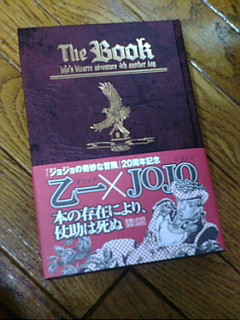 The Book
jojo's bizarre adventure 4th another day
『ジョジョの奇妙な冒険』20周年記念
乙一×JOJO
本の存在により、
仗助は死ぬ